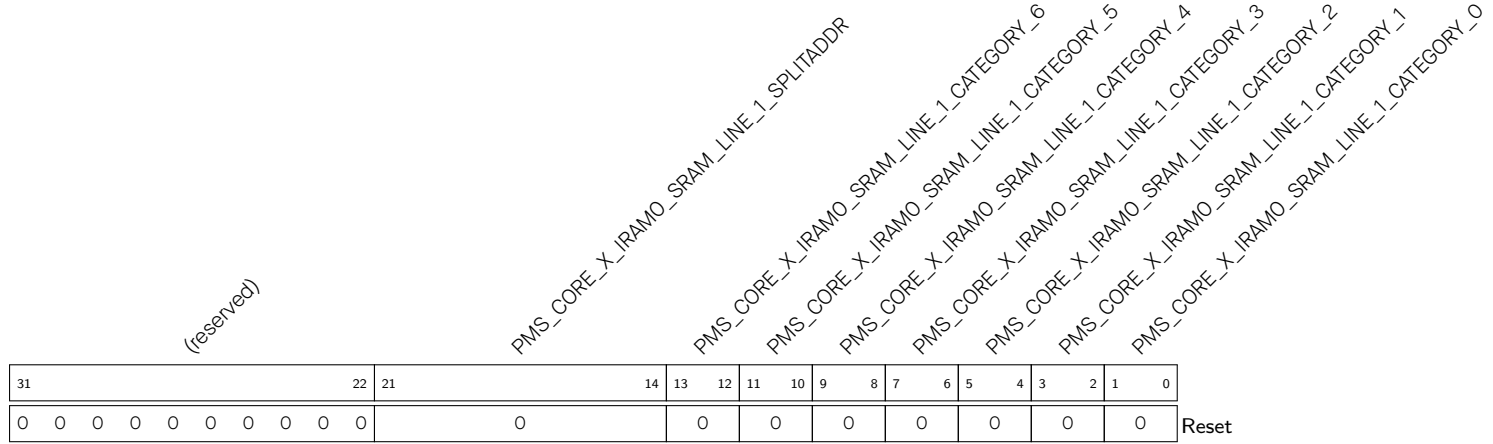 (reserved)
PMS_CORE_X_IRAM0_SRAM_LINE_1_SPLITADDR
PMS_CORE_X_IRAM0_SRAM_LINE_1_CATEGORY_6
PMS_CORE_X_IRAM0_SRAM_LINE_1_CATEGORY_5
PMS_CORE_X_IRAM0_SRAM_LINE_1_CATEGORY_4
PMS_CORE_X_IRAM0_SRAM_LINE_1_CATEGORY_3
PMS_CORE_X_IRAM0_SRAM_LINE_1_CATEGORY_2
PMS_CORE_X_IRAM0_SRAM_LINE_1_CATEGORY_1
PMS_CORE_X_IRAM0_SRAM_LINE_1_CATEGORY_0
31 22 21 14 13 12 11 10 9 8 7 6 5 4 3 2 1 0
0 0 0 0 0 0 0 0 0 0 0 0 0 0 0 0 0 0 Reset